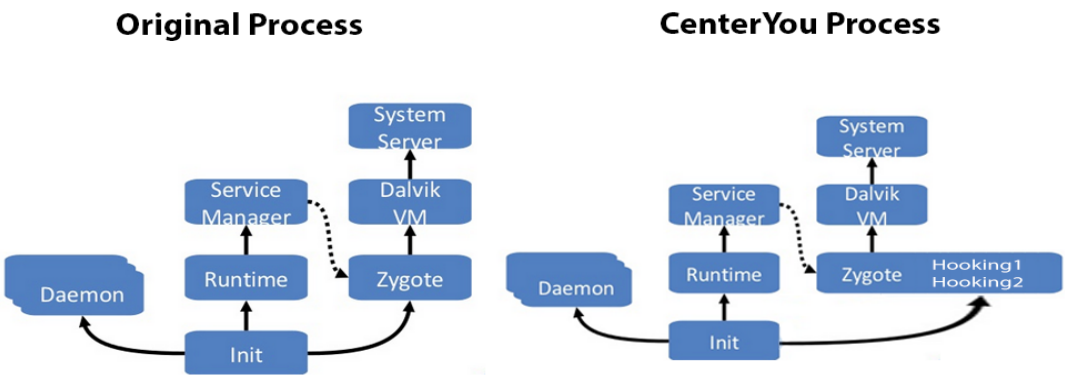 Original Process
System
Server
Service
Manager
Dalvik
VM
Daemon
Runtime
Zygote
Init
CenterYou Process
System
Server
Service
Manager
Dalvik
VM
Daemon
Runtime
Zygote
Hooking1
Hooking2
Init